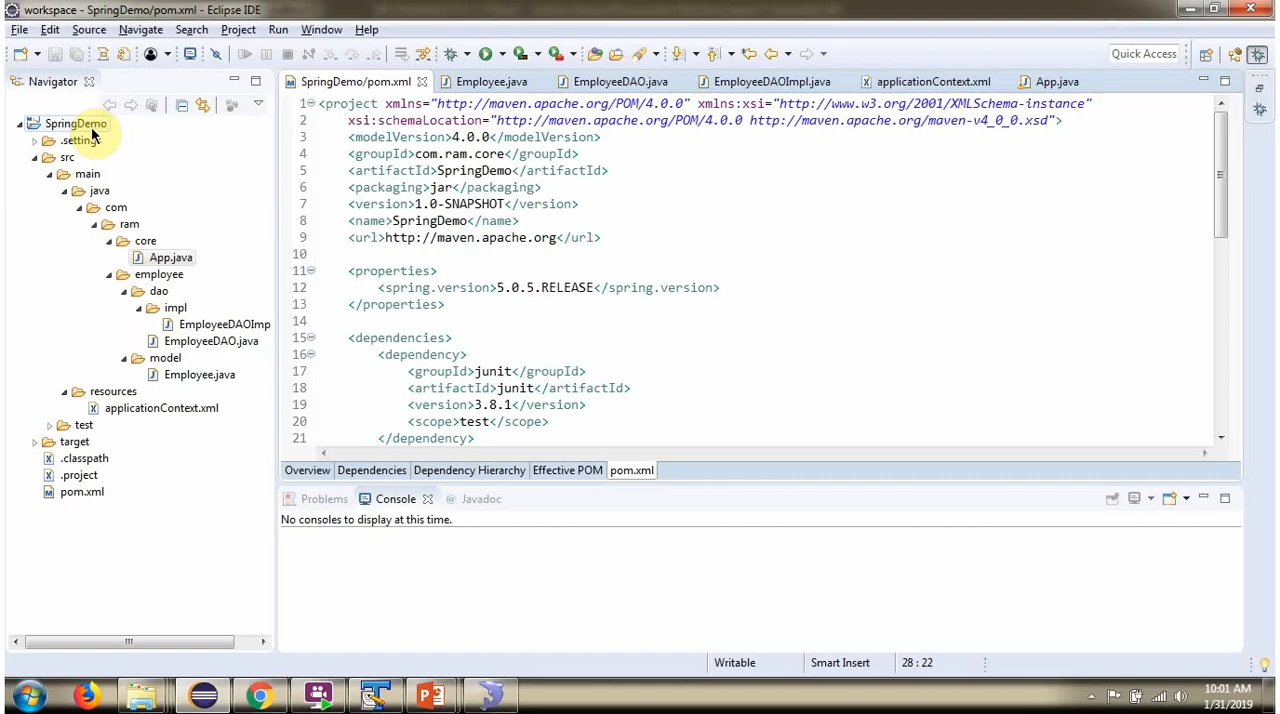 workspace - SpringDemo/pom.xml - Eclipse IDE
File Edit Source Navigate Search Project Run Window Help
Quick Access
Navigator
SpringDemo/pom.xml Employee.java EmployeeDAO.java EmployeeDAOImpl.java applicationContext.xml App.java
SpringDemo
.settings
src
main
java
com
ram
core
App.java
employee
dao
impl
EmployeeDAOImp
EmployeeDAO.java
model
Employee.java
resources
applicationContext.xml
test
target
.classpath
.project
pom.xml
1 <project xmlns="http://maven.apache.org/POM/4.0.0" xmlns:xsi="http://www.w3.org/2001/XMLSchema-instance"
2 xsi:schemaLocation="http://maven.apache.org/POM/4.0.0 http://maven.apache.org/maven-v4_0_0.xsd">
3 <modelVersion>4.0.0</modelVersion>
4 <groupId>com.ram.core</groupId>
5 <artifactId>SpringDemo</artifactId>
6 <packaging>jar</packaging>
7 <version>1.0-SNAPSHOT</version>
8 <name>SpringDemo</name>
9 <url>http://maven.apache.org</url>
10
11 <properties>
12 <spring.version>5.0.5.RELEASE</spring.version>
13 </properties>
14
15 <dependencies>
16 <dependency>
17 <groupId>junit</groupId>
18 <artifactId>junit</artifactId>
19 <version>3.8.1</version>
20 <scope>test</scope>
21 </dependency>
Overview Dependencies Dependency Hierarchy Effective POM pom.xml
Problems Console Javadoc
No consoles to display at this time.
Writable Smart Insert 28 : 22
10:01 AM
1/31/2019